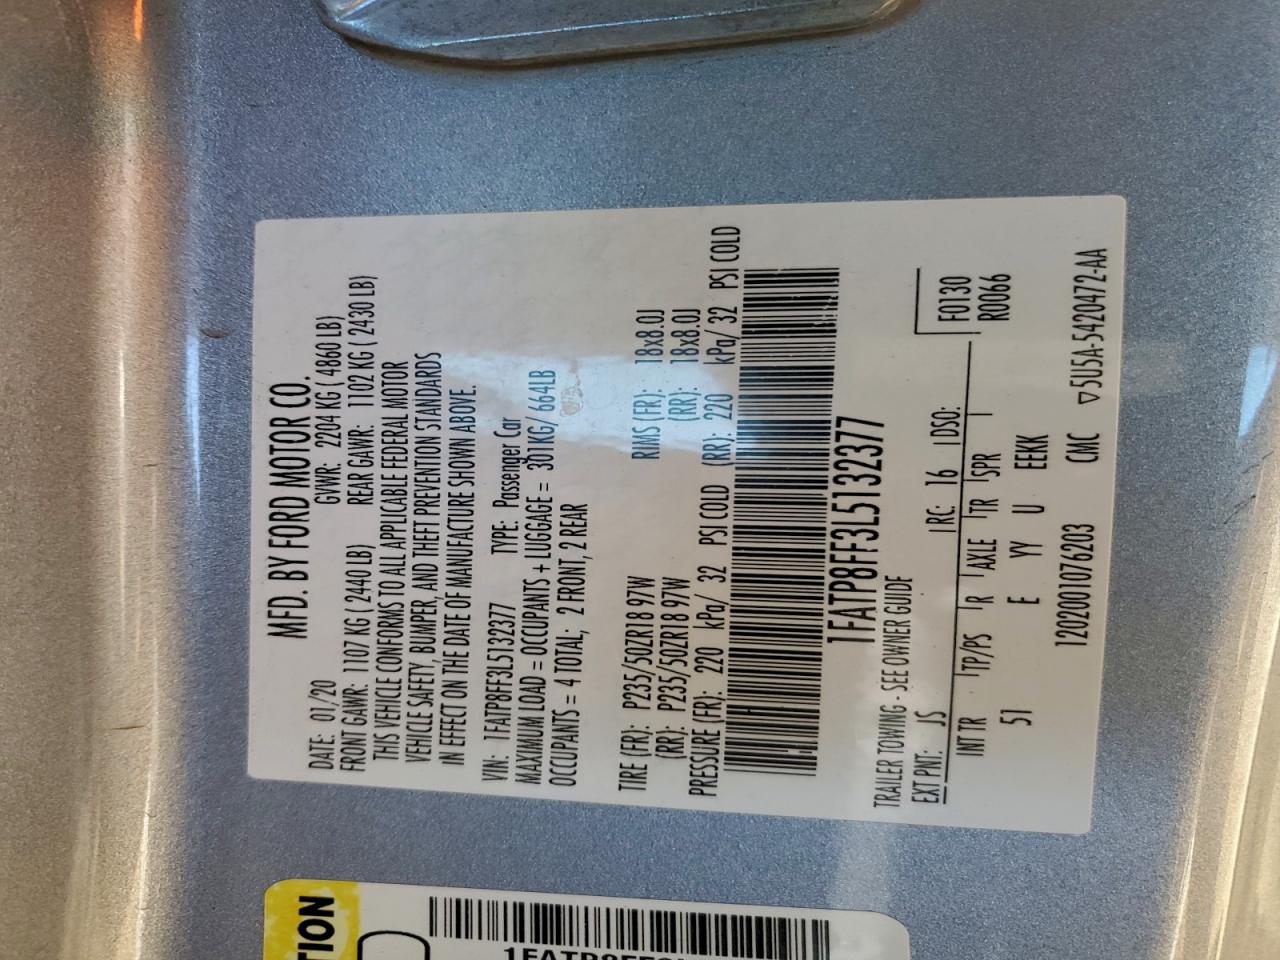 MFD. BY FORD MOTOR CO.
DATE: 01/20 GVWR: 2204 KG ( 4860 LB)
FRONT GAWR: 1107 KG ( 2440 LB) REAR GAWR: 1102 KG ( 2430 LB)
THIS VEHICLE CONFORMS TO ALL APPLICABLE FEDERAL MOTOR
VEHICLE SAFETY, BUMPER, AND THEFT PREVENTION STANDARDS
IN EFFECT ON THE DATE OF MANUFACTURE SHOWN ABOVE.
VIN: 1FATP8FF3L5132377 TYPE: Passenger Car
MAXIMUM LOAD = OCCUPANTS + LUGGAGE = 301KG/ 664LB
OCCUPANTS = 4 TOTAL; 2 FRONT, 2 REAR
TIRE (FR): P235/50ZR18 97W RIMS (FR): 18x8.0J
(RR): P235/50ZR18 97W (RR): 18x8.0J
PRESSURE (FR): 220 kPa/ 32 PSI COLD (RR): 220 kPa/ 32 PSI COLD
1FATP8FF3L5132377
TRAILER TOWING - SEE OWNER GUIDE
EXT PNT: JS RC: 16 DSO: F0130
INT TR TP/PS R AXLE TR SPR R0066
51 E YY U EEKK
1202001076203 CMC ▽5U5A-5420472-AA
TION